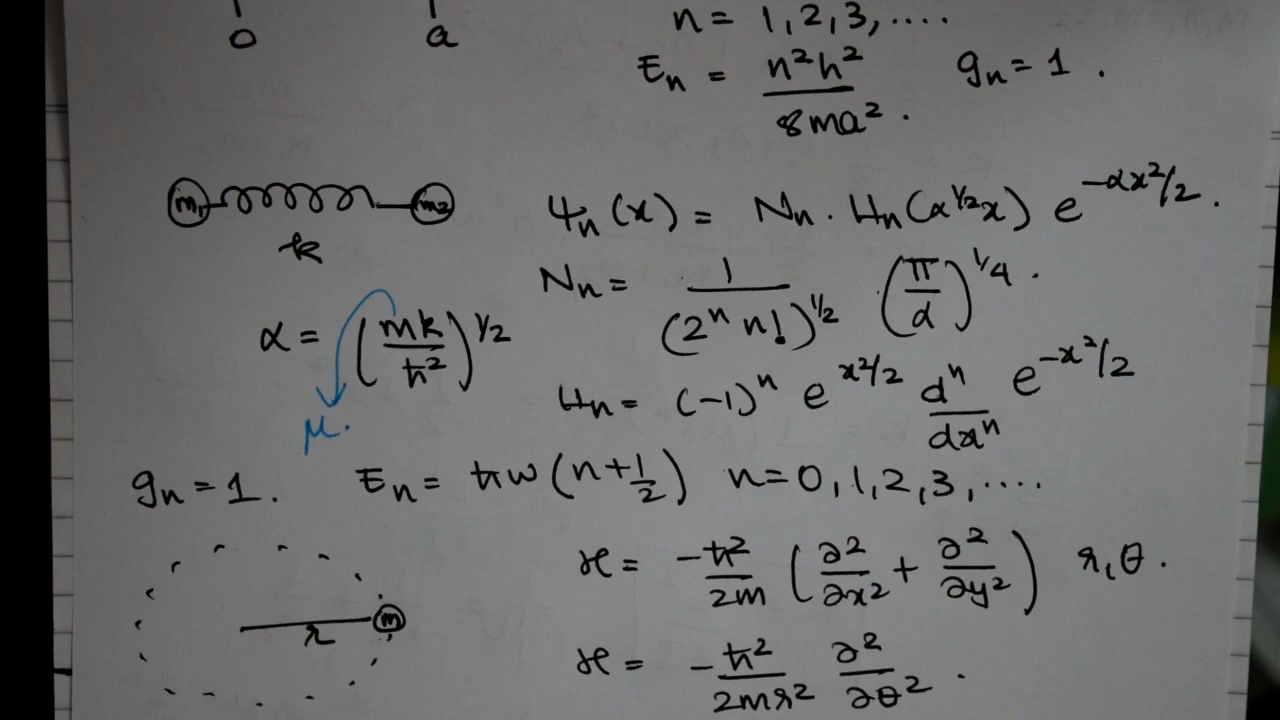 0 a
n = 1, 2, 3, ....
Eₙ = n²h² / 8ma² . gₙ = 1 .
m₁ m₂
k
ψₙ(x) = Nₙ · Hₙ(α^{1/2}x) e^{-αx²/2} .
Nₙ = 1 / (2ⁿ n!)^{1/2} (π/α)^{1/4} .
α = (mk / ħ²)^{1/2}
μ .
Hₙ = (-1)ⁿ e^{x²/2} dⁿ/dxⁿ e^{-x²/2}
gₙ = 1 . Eₙ = ħω(n + 1/2) n = 0, 1, 2, 3, ....
ℋ = -ħ²/2m (∂²/∂x² + ∂²/∂y²) r, θ .
r m
ℋ = -ħ²/2mr² ∂²/∂θ² .